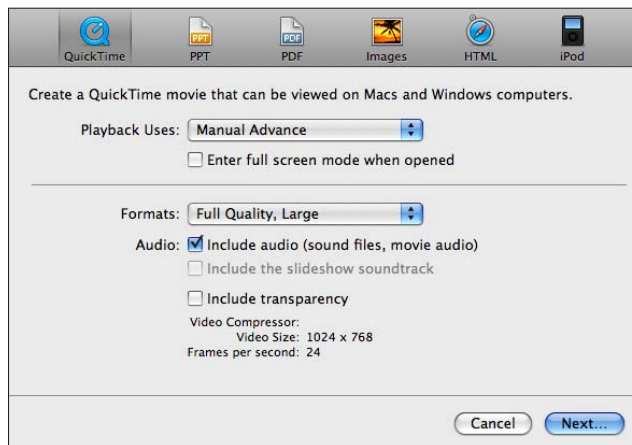 QuickTime PPT PDF Images HTML iPod
Create a QuickTime movie that can be viewed on Macs and Windows computers.
Playback Uses: Manual Advance
Enter full screen mode when opened
Formats: Full Quality, Large
Audio: Include audio (sound files, movie audio)
Include the slideshow soundtrack
Include transparency
Video Compressor:
Video Size: 1024 x 768
Frames per second: 24
Cancel Next...